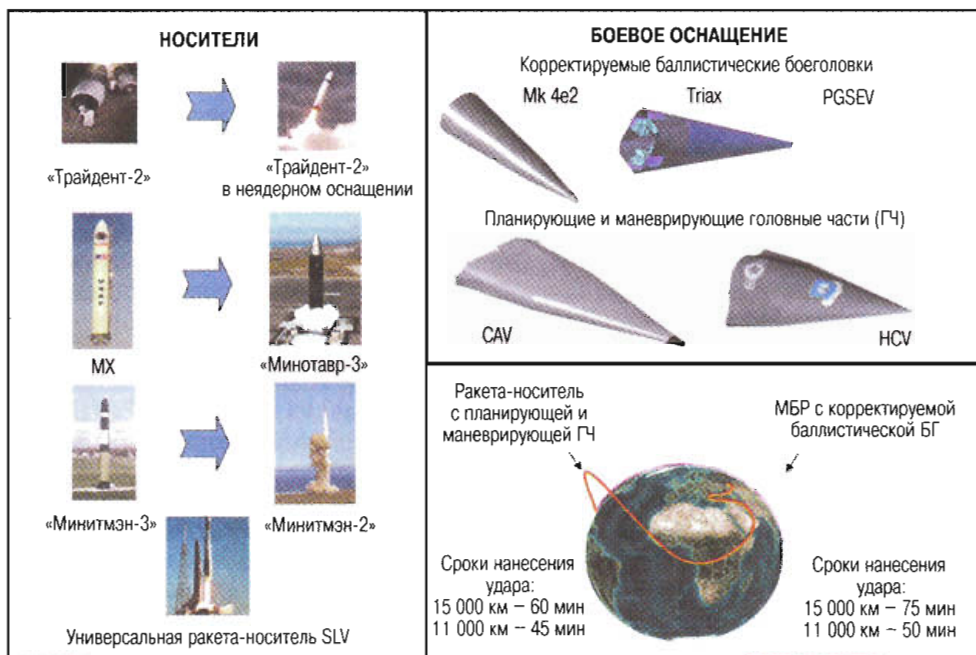 НОСИТЕЛИ
«Трайдент-2»
«Трайдент-2»
в неядерном оснащении
МХ
«Минотавр-3»
«Минитмэн-3»
«Минитмэн-2»
Универсальная ракета-носитель SLV
БОЕВОЕ ОСНАЩЕНИЕ
Корректируемые баллистические боеголовки
Mk 4e2
Triax
PGSEV
Планирующие и маневрирующие головные части (ГЧ)
CAV
HCV
Ракета-носитель
с планирующей и
маневрирующей ГЧ
МБР с корректируемой
баллистической БГ
Сроки нанесения
удара:
15 000 км – 60 мин
11 000 км – 45 мин
Сроки нанесения
удара:
15 000 км – 75 мин
11 000 км – 50 мин